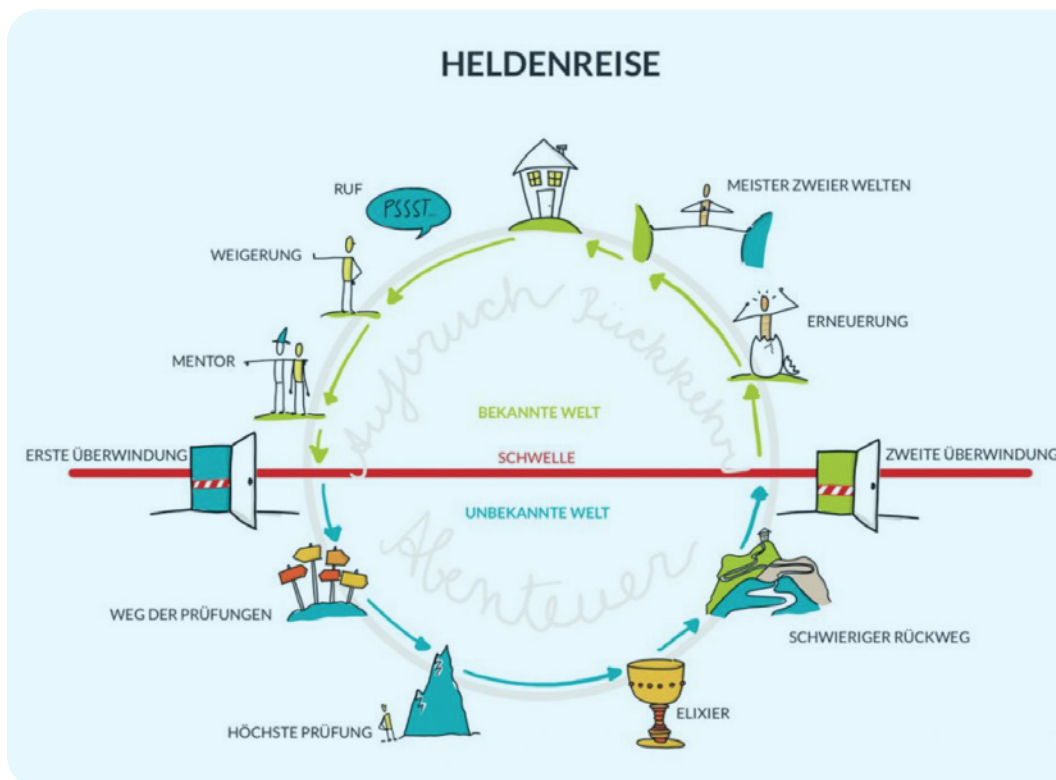 HELDENREISE
RUF
PSSST...
WEIGERUNG
MENTOR
ERSTE ÜBERWINDUNG
WEG DER PRÜFUNGEN
HÖCHSTE PRÜFUNG
ELIXIER
SCHWIERIGER RÜCKWEG
ZWEITE ÜBERWINDUNG
ERNEUERUNG
MEISTER ZWEIER WELTEN
Aufbruch
Rückkehr
BEKANNTE WELT
SCHWELLE
UNBEKANNTE WELT
Abenteuer